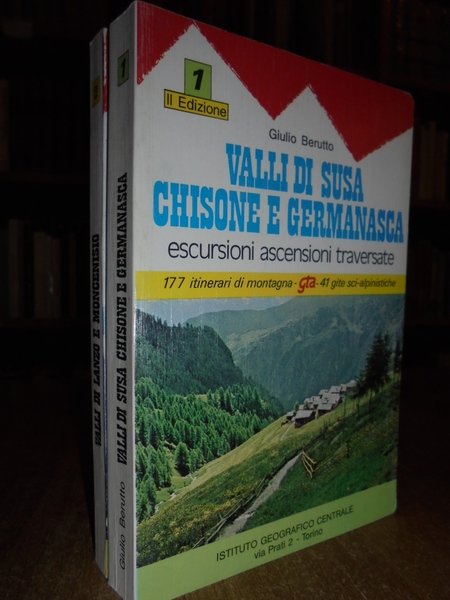 1
II Edizione
Giulio Berutto
VALLI DI SUSA
CHISONE E GERMANASCA
escursioni ascensioni traversate
177 itinerari di montagna - gta - 41 gite sci-alpinistiche
ISTITUTO GEOGRAFICO CENTRALE
via Prati 2 - Torino
1
VALLI DI SUSA CHISONE E GERMANASCA
Giulio Berutto
VALLI DI LANZO E MONCENISIO